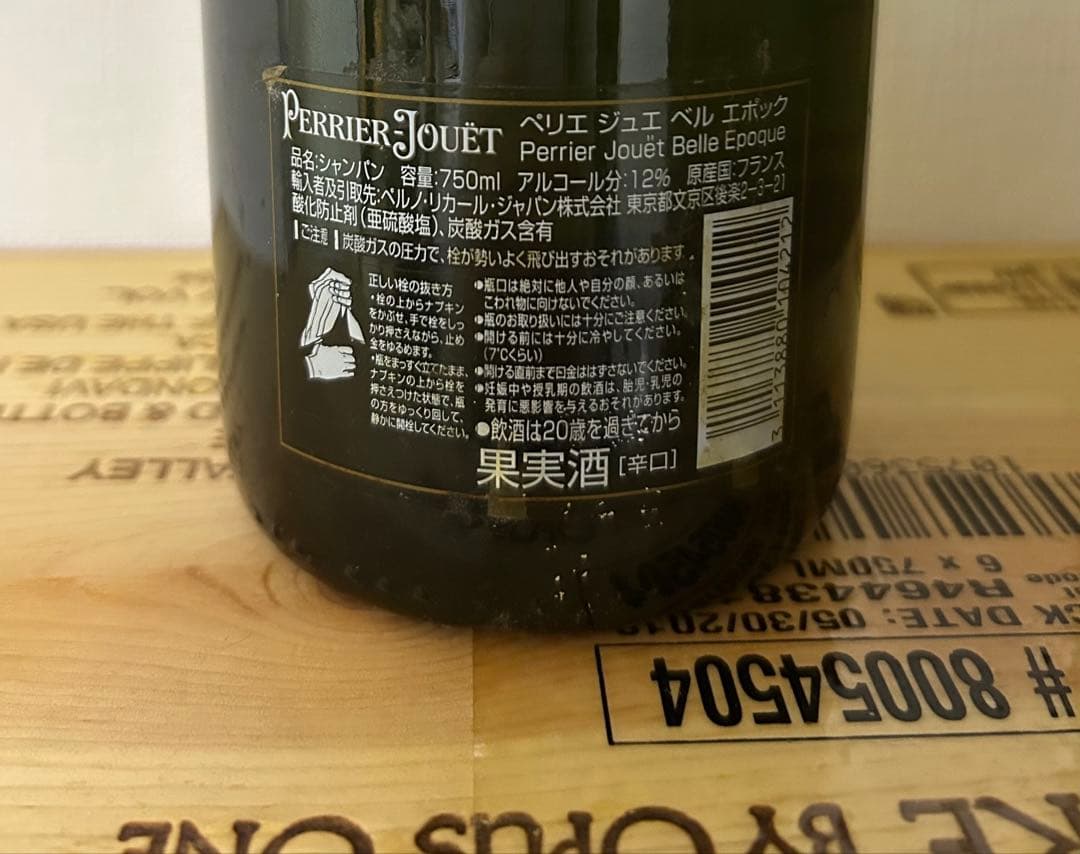 PERRIER-JOUËT
ペリエ ジュエ ベル エポック
Perrier Jouët Belle Epoque
品名:シャンパン 容量:750ml アルコール分:12% 原産国:フランス
輸入者及引取先:ペルノ・リカール・ジャパン株式会社 東京都文京区後楽2-3-21
酸化防止剤(亜硫酸塩)、炭酸ガス含有
ご注意 炭酸ガスの圧力で、栓が勢いよく飛び出すおそれがあります。
正しい栓の抜き方
・栓の上からナプキン
をかぶせ、手で栓をしっ
かり押さえながら、止め
金をゆるめます。
・瓶をまっすぐ立てたまま、
ナプキンの上から栓を
押さえつけた状態で、瓶
の方をゆっくり回して、
静かに開栓してください。
●瓶口は絶対に他人や自分の顔、あるいは
こわれ物に向けないでください。
●瓶のお取り扱いには十分にご注意ください。
●開ける前には十分に冷やしてください。
(7℃くらい)
●開ける直前まで口金ははずさないでください。
●妊娠中や授乳期の飲酒は、胎児・乳児の
発育に悪影響を与えるおそれがあります。
●飲酒は20歳を過ぎてから
果実酒 [辛口]
3 113880 104212
VALLEY
6 x 750ML
R464438
CK DATE: 05/30/201
# 80054504
KE BY OPUS ONE